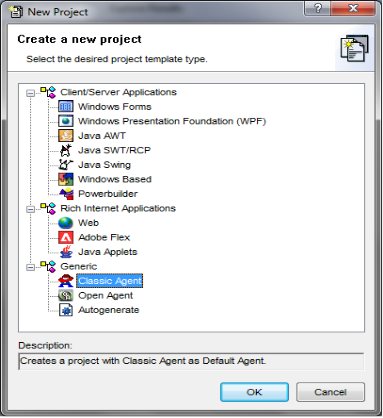 New Project
Create a new project
Select the desired project template type.
Client/Server Applications
Windows Forms
Windows Presentation Foundation (WPF)
Java AWT
Java SWT/RCP
Java Swing
Windows Based
Powerbuilder
Rich Internet Applications
Web
Adobe Flex
Java Applets
Generic
Classic Agent
Open Agent
Autogenerate
Description:
Creates a project with Classic Agent as Default Agent.
OK
Cancel